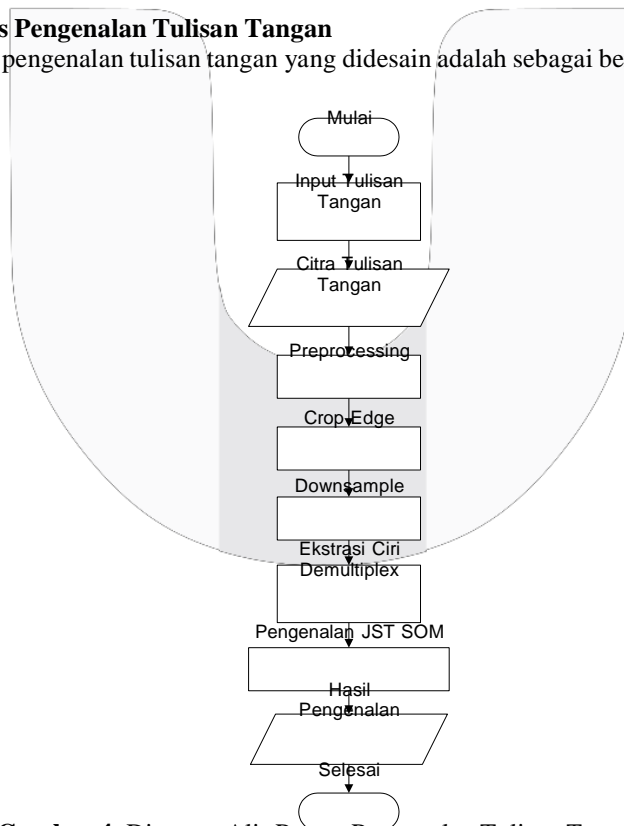 s Pengenalan Tulisan Tangan
pengenalan tulisan tangan yang didesain adalah sebagai be
Mulai
Input Tulisan
Tangan
Citra Tulisan
Tangan
Preprocessing
Crop Edge
Downsample
Ekstrasi Ciri
Demultiplex
Pengenalan JST SOM
Hasil
Pengenalan
Selesai